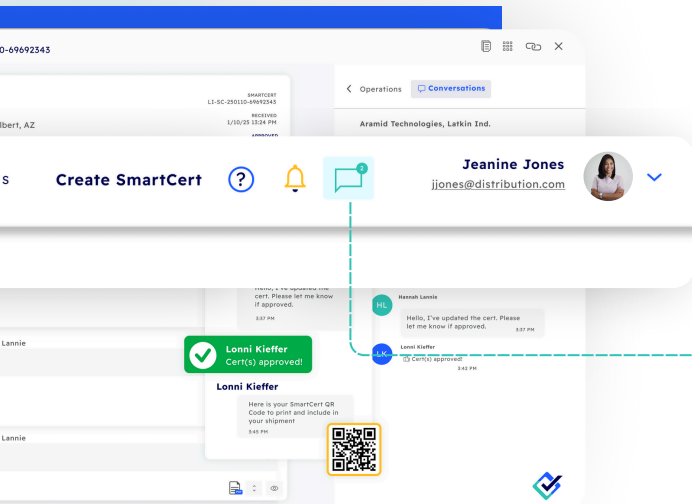 0-69692343
SMARTCERT
LI-SC-250110-69692343
RECEIVED
1/10/25 13:24 PM
APPROVED
lbert, AZ
Operations
Conversations
Aramid Technologies, Latkin Ind.
s
Create SmartCert
?
2
Jeanine Jones
jjones@distribution.com
Hello, I've updated the
cert. Please let me know
if approved.
3:37 PM
HL
Hannah Lannie
Hello, I've updated the cert. Please
let me know if approved.
3:37 PM
LK
Lonni Kieffer
Cert(s) approved!
3:42 PM
Lannie
Lonni Kieffer
Cert(s) approved!
Lonni Kieffer
Here is your SmartCert QR
Code to print and include in
your shipment
3:45 PM
Lannie